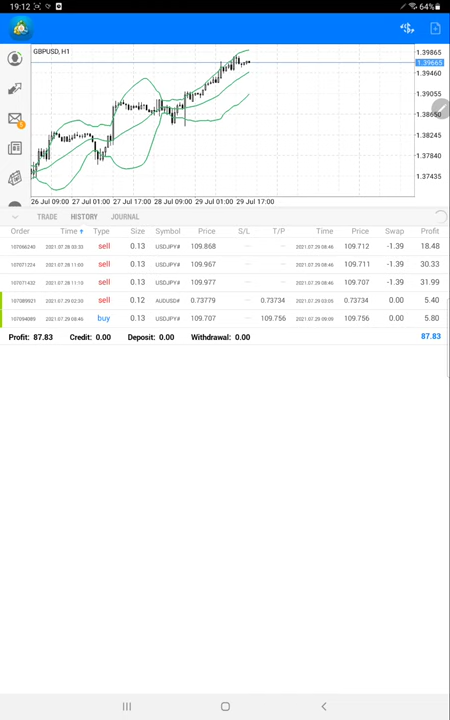 19:12 64%
GBPUSD, H1
1.39865
1.39665
1.39460
1.39055
1.38650
1.38245
1.37840
1.37435
26 Jul 09:00 27 Jul 01:00 27 Jul 17:00 28 Jul 09:00 29 Jul 01:00 29 Jul 17:00
TRADE HISTORY JOURNAL
Order Time Type Size Symbol Price S/L T/P Time Price Swap Profit
107066240 2021.07.28 03:33 sell 0.13 USDJPY# 109.868 — — 2021.07.29 08:46 109.712 -1.39 18.48
107071224 2021.07.28 11:00 sell 0.13 USDJPY# 109.967 — — 2021.07.29 08:46 109.711 -1.39 30.33
107071432 2021.07.28 11:10 sell 0.13 USDJPY# 109.977 — — 2021.07.29 08:46 109.707 -1.39 31.99
107089921 2021.07.29 02:30 sell 0.12 AUDUSD# 0.73779 — 0.73734 2021.07.29 03:05 0.73734 0.00 5.40
107094089 2021.07.29 08:46 buy 0.13 USDJPY# 109.707 — 109.756 2021.07.29 09:09 109.756 0.00 5.80
Profit: 87.83 Credit: 0.00 Deposit: 0.00 Withdrawal: 0.00 87.83